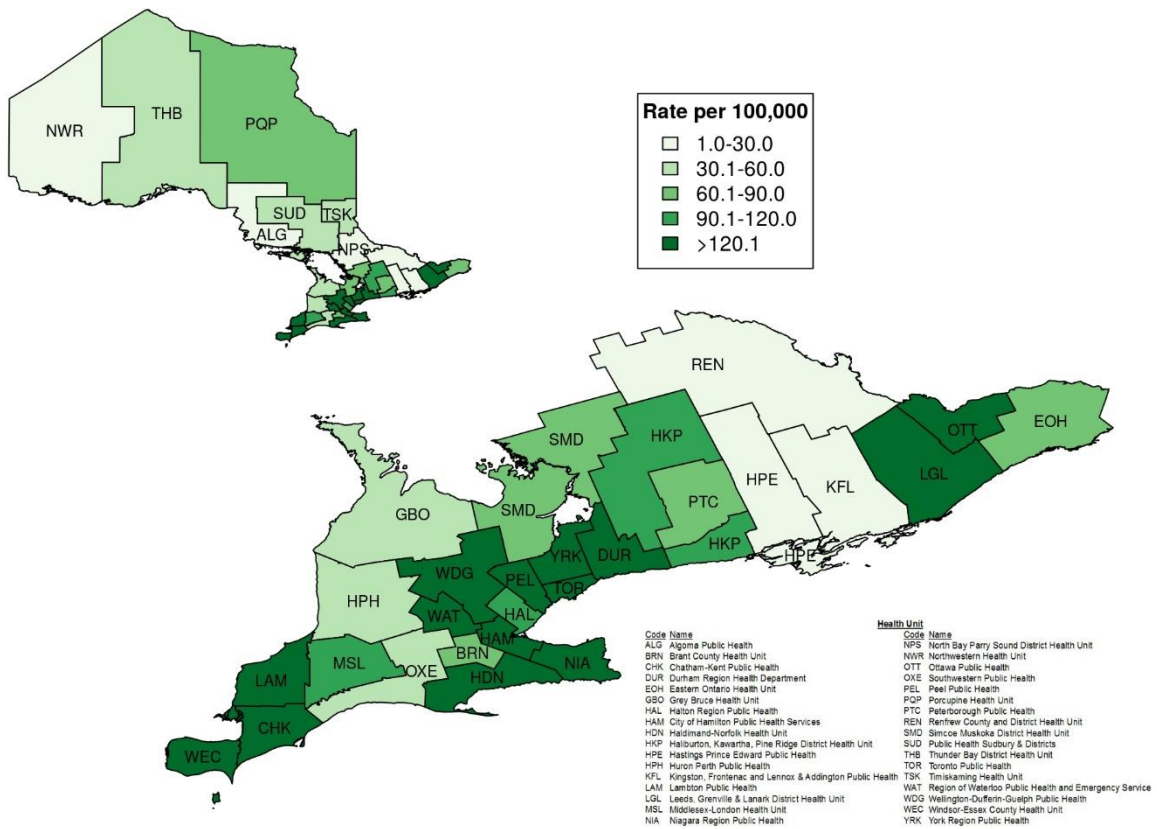 NWR
THB
PQP
SUD
TSK
ALG
NPS
Rate per 100,000
1.0-30.0
30.1-60.0
60.1-90.0
90.1-120.0
>120.1
REN
SMD
HKP
OTT
EOH
LGL
HPE
KFL
PTC
GBO
SMD
YRK
DUR
HKP
HPE
WDG
PEL
TOR
HPH
WAT
HAL
HAM
MSL
OXE
BRN
NIA
LAM
HDN
CHK
WEC
Health Unit
Code Name
ALG Algoma Public Health
BRN Brant County Health Unit
CHK Chatham-Kent Public Health
DUR Durham Region Health Department
EOH Eastern Ontario Health Unit
GBO Grey Bruce Health Unit
HAL Halton Region Public Health
HAM City of Hamilton Public Health Services
HDN Haldimand-Norfolk Health Unit
HKP Haliburton, Kawartha, Pine Ridge District Health Unit
HPE Hastings Prince Edward Public Health
HPH Huron Perth Public Health
KFL Kingston, Frontenac and Lennox & Addington Public Health
LAM Lambton Public Health
LGL Leeds, Grenville & Lanark District Health Unit
MSL Middlesex-London Health Unit
NIA Niagara Region Public Health
Code Name
NPS North Bay Parry Sound District Health Unit
NWR Northwestern Health Unit
OTT Ottawa Public Health
OXE Southwestern Public Health
PEL Peel Public Health
PQP Porcupine Health Unit
PTC Peterborough Public Health
REN Renfrew County and District Health Unit
SMD Simcoe Muskoka District Health Unit
SUD Public Health Sudbury & Districts
THB Thunder Bay District Health Unit
TOR Toronto Public Health
TSK Timiskaming Health Unit
WAT Region of Waterloo Public Health and Emergency Service
WDG Wellington-Dufferin-Guelph Public Health
WEC Windsor-Essex County Health Unit
YRK York Region Public Health